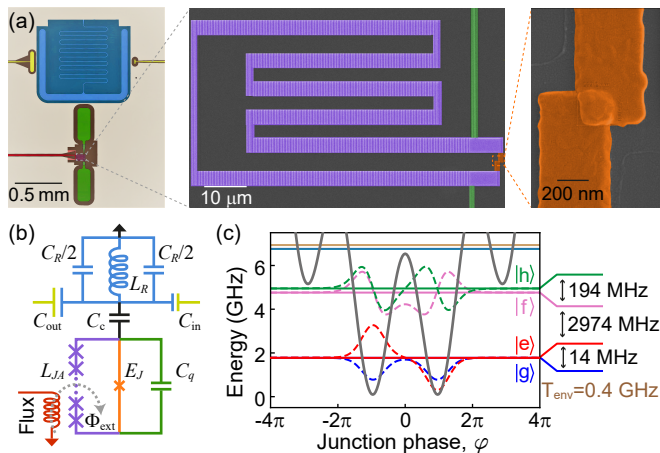 (a)
0.5 mm
10 μm
200 nm
(b)
C_R/2
C_R/2
L_R
C_out
C_c
C_in
L_JA
E_J
C_q
Flux
Φ_ext
(c)
Energy (GHz)
6
4
2
0
|h⟩
|f⟩
|e⟩
|g⟩
194 MHz
2974 MHz
14 MHz
T_env=0.4 GHz
-4π -2π 0 2π 4π
Junction phase, φ